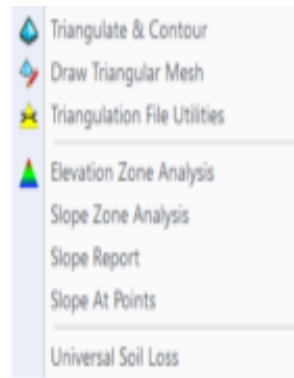 Triangulate & Contour
Draw Triangular Mesh
Triangulation File Utilities
Elevation Zone Analysis
Slope Zone Analysis
Slope Report
Slope At Points
Universal Soil Loss